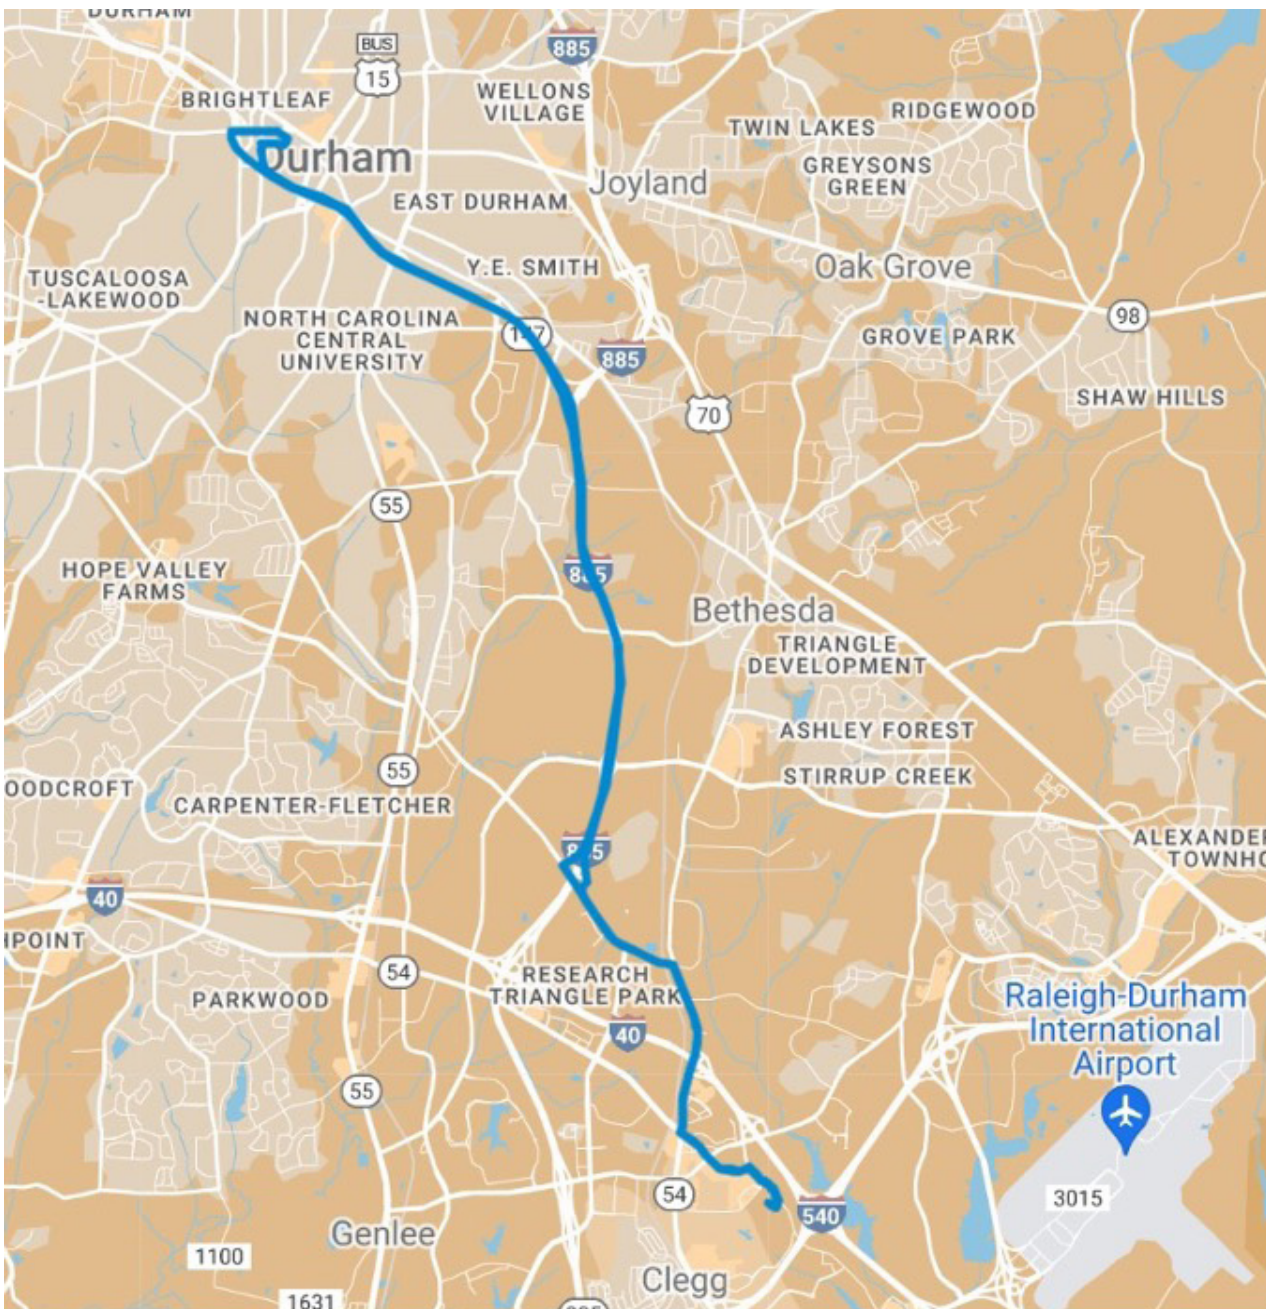 DURHAM
BUS
15
885
BRIGHTLEAF
WELLONS
VILLAGE
RIDGEWOOD
TWIN LAKES
Durham
GREYSONS
GREEN
Joyland
EAST DURHAM
Y.E. SMITH
Oak Grove
TUSCALOOSA
-LAKEWOOD
98
NORTH CAROLINA
CENTRAL
UNIVERSITY
147
GROVE PARK
885
SHAW HILLS
70
55
HOPE VALLEY
FARMS
885
Bethesda
TRIANGLE
DEVELOPMENT
ASHLEY FOREST
55
STIRRUP CREEK
OODCROFT
CARPENTER-FLETCHER
885
ALEXANDER
TOWNHO
40
HPOINT
54
RESEARCH
TRIANGLE PARK
PARKWOOD
Raleigh-Durham
International
Airport
40
55
54
3015
540
Genlee
1100
Clegg
1631